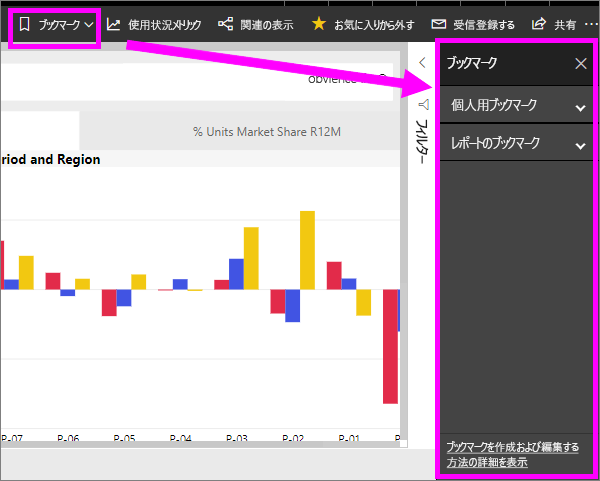 ブックマーク
使用状況メトリック
関連の表示
お気に入りから外す
受信登録する
共有
ブックマーク
個人用ブックマーク
レポートのブックマーク
フィルター
% Units Market Share R12M
riod and Region
P-07 P-06 P-05 P-04 P-03 P-02 P-01
ブックマークを作成および編集する
方法の詳細を表示